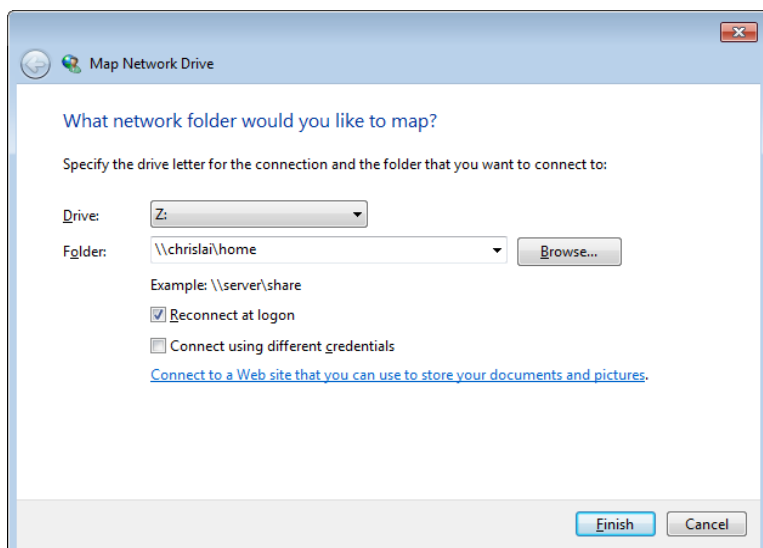 Map Network Drive
What network folder would you like to map?
Specify the drive letter for the connection and the folder that you want to connect to:
Drive: Z:
Folder: \\chrislai\home Browse...
Example: \\server\share
Reconnect at logon
Connect using different credentials
Connect to a Web site that you can use to store your documents and pictures.
Finish Cancel